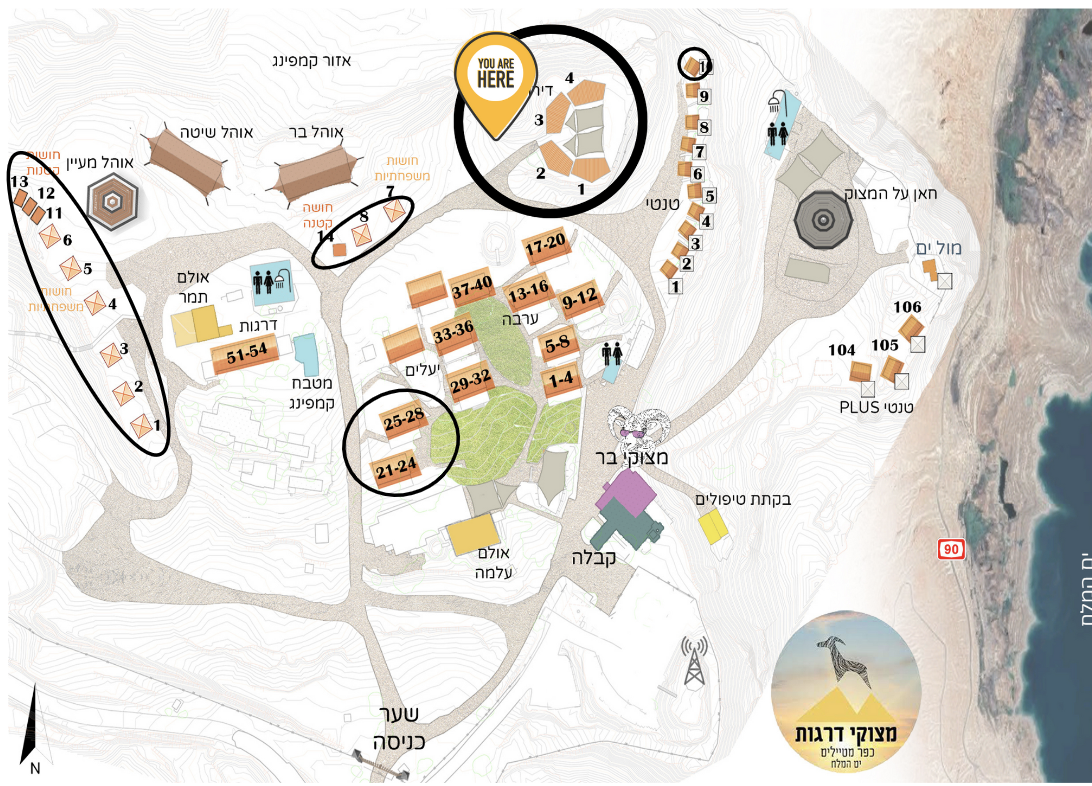 אזור קמפינג
YOU ARE
HERE
דירי
4
3
2
1
10
9
8
7
6
5
4
3
2
1
טנטי
אוהל בר
אוהל שיטה
אוהל מעיין
חושות
קטנות
13
12
11
6
5
4
3
2
1
חושות
משפחתיות
חושות
משפחתיות
7
8
חושה
קטנה
14
חאן על המצוק
מול ים
106
105
104
טנטי PLUS
17-20
13-16
9-12
ערבה
5-8
1-4
37-40
33-36
יעלים
29-32
25-28
21-24
אולם
תמר
דרגות
51-54
מטבח
קמפינג
מצוקי בר
בקתת טיפולים
קבלה
אולם
עלמה
90
ים המלח
שער
כניסה
N
מצוקי דרגות
כפר מטיילים
ים המלח